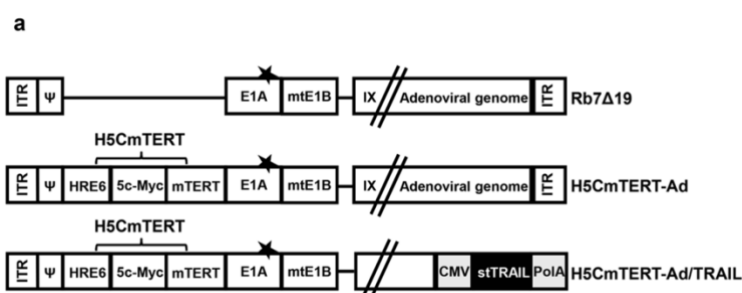 a
ITR Ψ E1A mtE1B IX Adenoviral genome ITR Rb7Δ19
H5CmTERT
ITR Ψ HRE6 5c-Myc mTERT E1A mtE1B IX Adenoviral genome ITR H5CmTERT-Ad
H5CmTERT
ITR Ψ HRE6 5c-Myc mTERT E1A mtE1B CMV stTRAIL PolA H5CmTERT-Ad/TRAIL